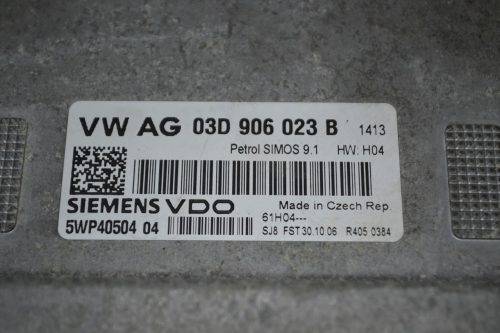 VW AG 03D 906 023 B 1413
Petrol SIMOS 9.1 HW: H04
SIEMENS VDO Made in Czech Rep.
5WP40504 04 61H04---
SJ8 FST 30.10.06 R405 0384